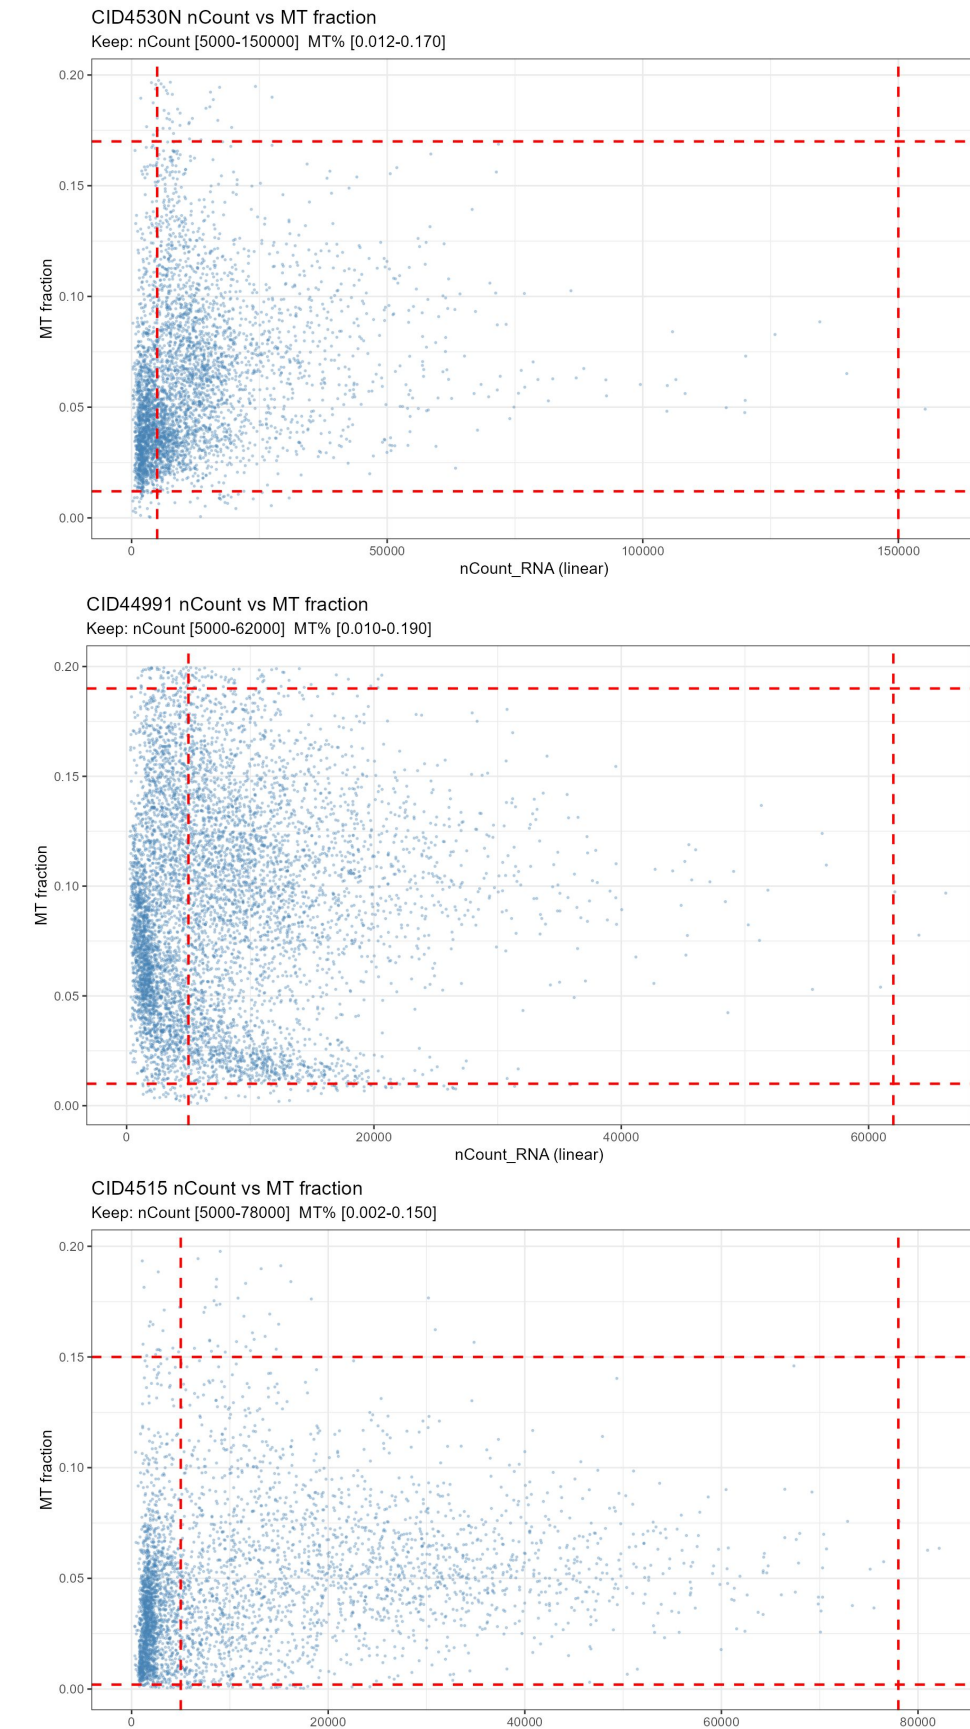 CID4530N nCount vs MT fraction
Keep: nCount [5000-150000]  MT% [0.012-0.170]
0.20
0.15
0.10
0.05
0.00
MT fraction
0 50000 100000 150000
nCount_RNA (linear)
CID44991 nCount vs MT fraction
Keep: nCount [5000-62000]  MT% [0.010-0.190]
0.20
0.15
0.10
0.05
0.00
MT fraction
0 20000 40000 60000
nCount_RNA (linear)
CID4515 nCount vs MT fraction
Keep: nCount [5000-78000]  MT% [0.002-0.150]
0.20
0.15
0.10
0.05
0.00
MT fraction
0 20000 40000 60000 80000